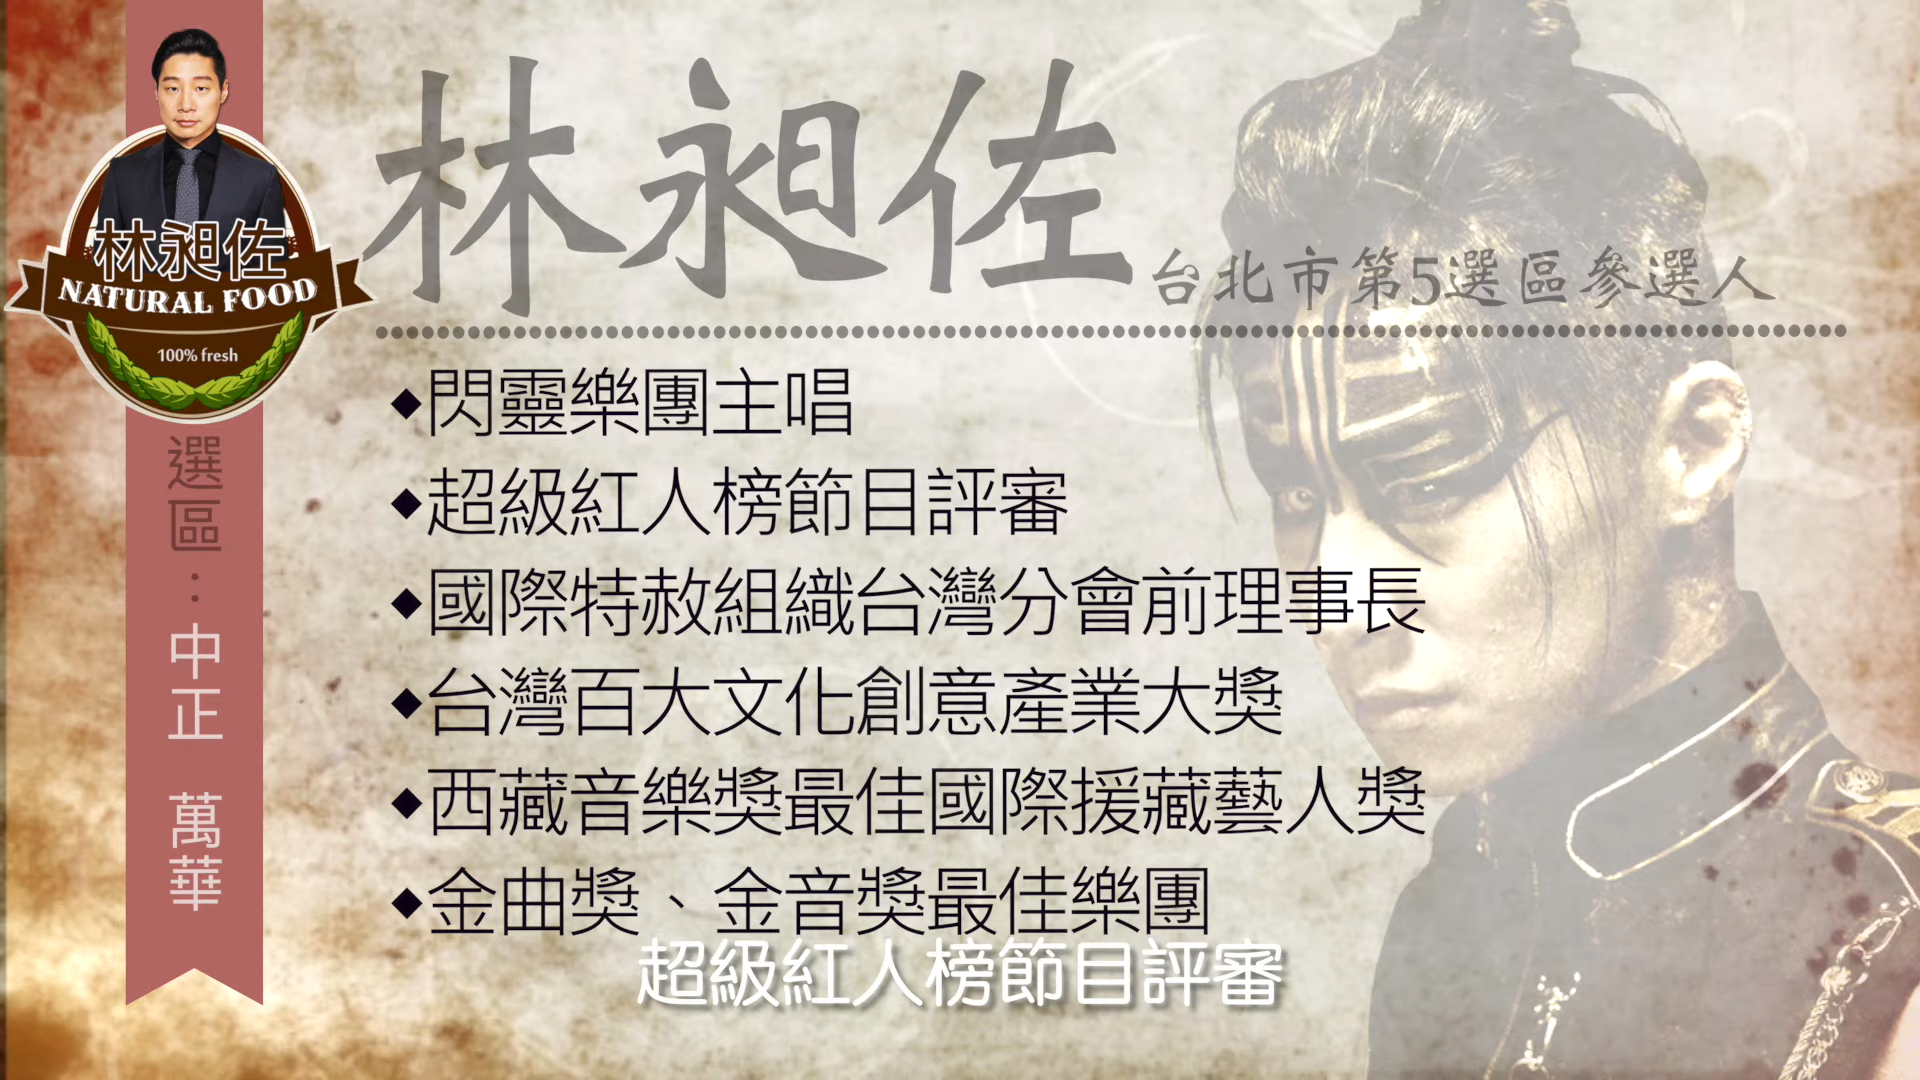 林昶佐
NATURAL FOOD
100% fresh
選區：中正 萬華
林昶佐
台北市第5選區參選人
◆閃靈樂團主唱
◆超級紅人榜節目評審
◆國際特赦組織台灣分會前理事長
◆台灣百大文化創意產業大獎
◆西藏音樂獎最佳國際援藏藝人獎
◆金曲獎、金音獎最佳樂團
超級紅人榜節目評審